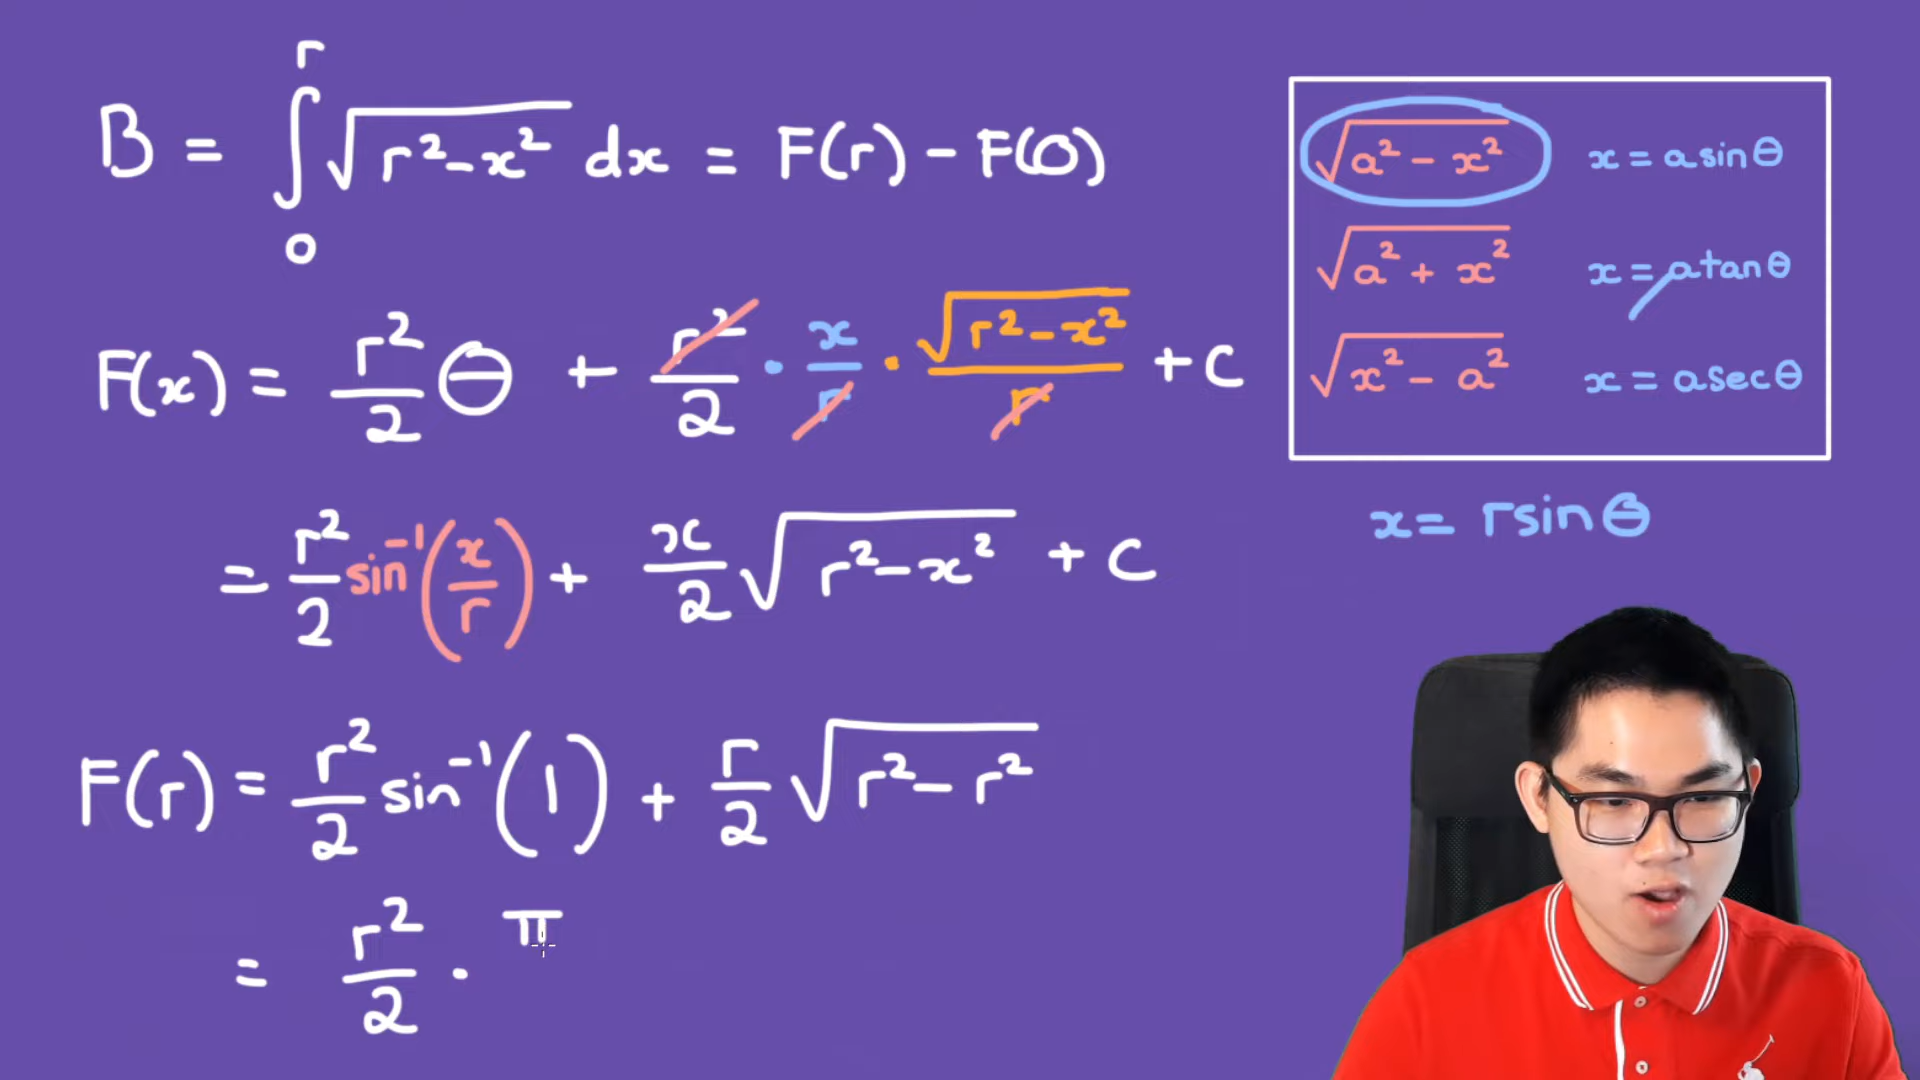 B = ∫₀ʳ √(r² - x²) dx = F(r) - F(0)
F(x) = r²/2 θ + r²/2 · x/r · √(r² - x²)/r + C
= r²/2 sin⁻¹(x/r) + x/2 √(r² - x²) + C
F(r) = r²/2 sin⁻¹(1) + r/2 √(r² - r²)
= r²/2 · π
√(a² - x²) x = a sin θ
√(a² + x²) x = a tan θ
√(x² - a²) x = a sec θ
x = r sin θ